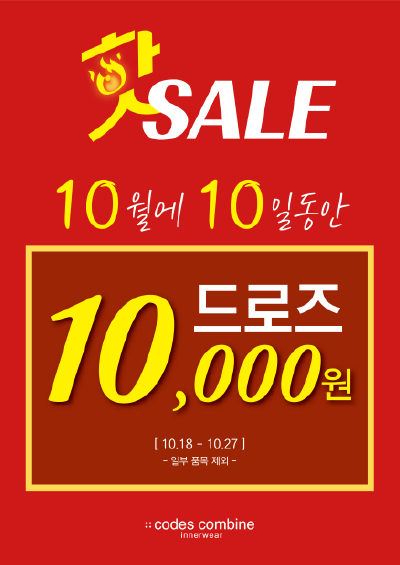 핫SALE
10월에 10일동안
드로즈
10,000원
[ 10.18 - 10.27 ]
- 일부 품목 제외 -
:: codes combine
innerwear